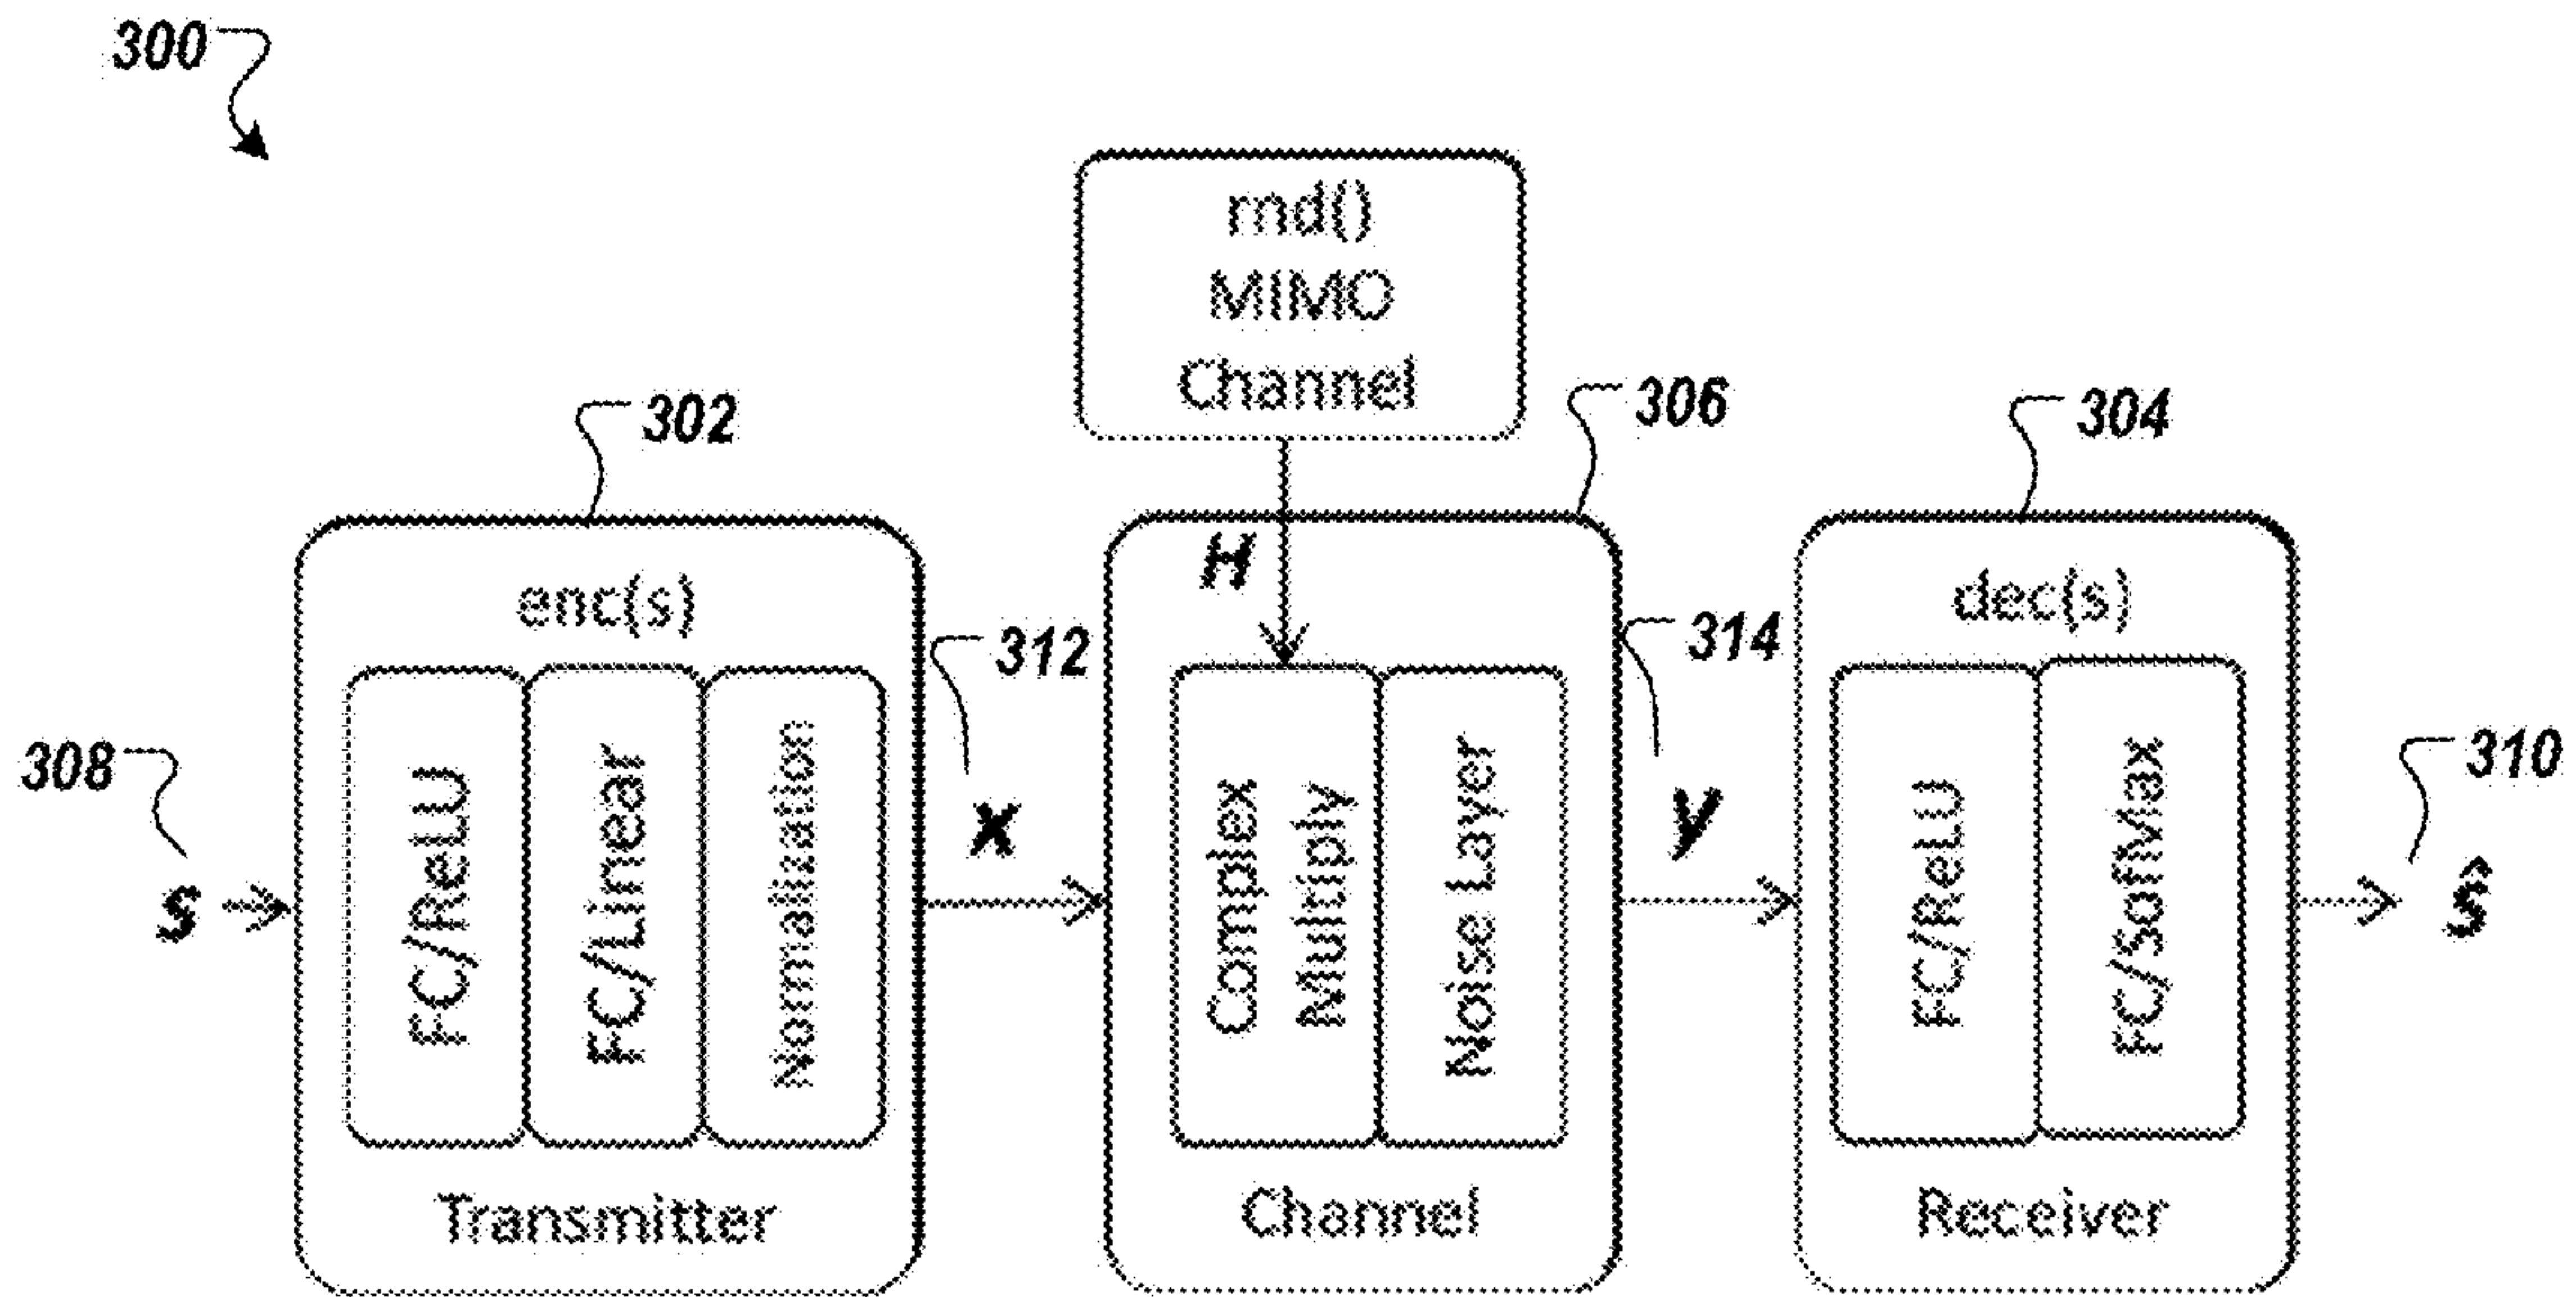 300
rnd()
MIMO
Channel
302
306
304
H
enc(s)
dec(s)
312
314
308
310
FC/ReLU
FC/Linear
Normalization
X
Complex
Multiply
Noise Layer
y
FC/ReLU
FC/SofMax
S
ŝ
Transmitter
Channel
Receiver